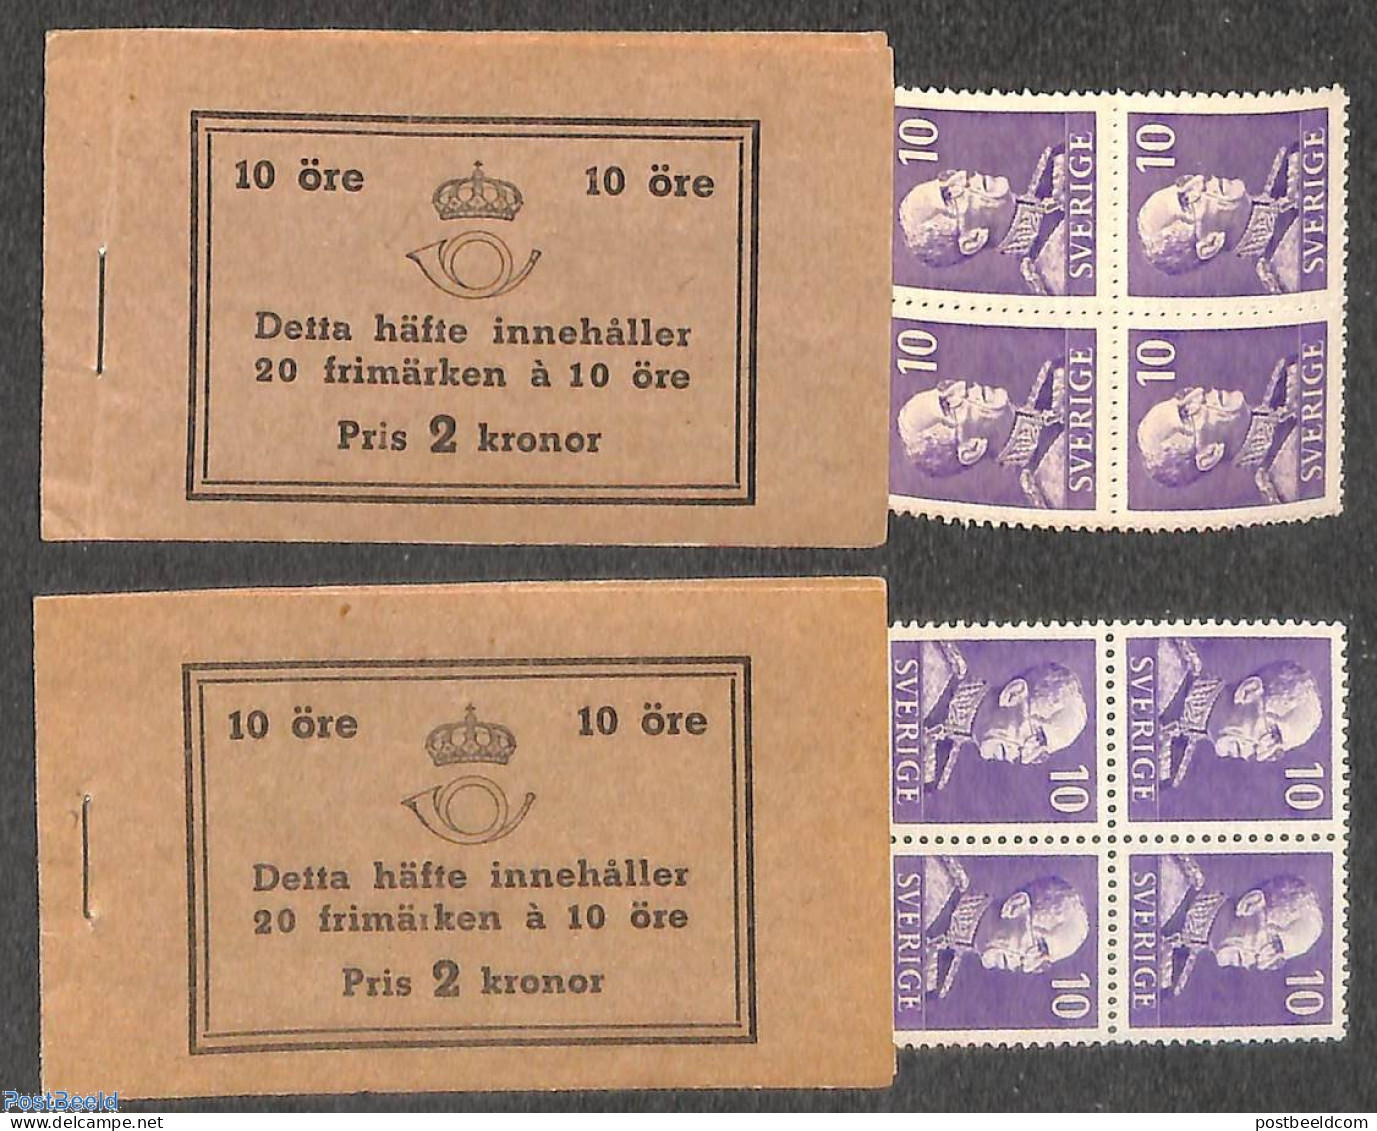 10 öre 10 öre
Detta häfte innehåller
20 frimärken à 10 öre
Pris 2 kronor
10 SVERIGE
10 SVERIGE
10 SVERIGE
10 SVERIGE
10 öre 10 öre
Detta häfte innehåller
20 frimärken à 10 öre
Pris 2 kronor
SVERIGE 10
SVERIGE 10
SVERIGE 10
SVERIGE 10
PostBeeld
postbeeldcom